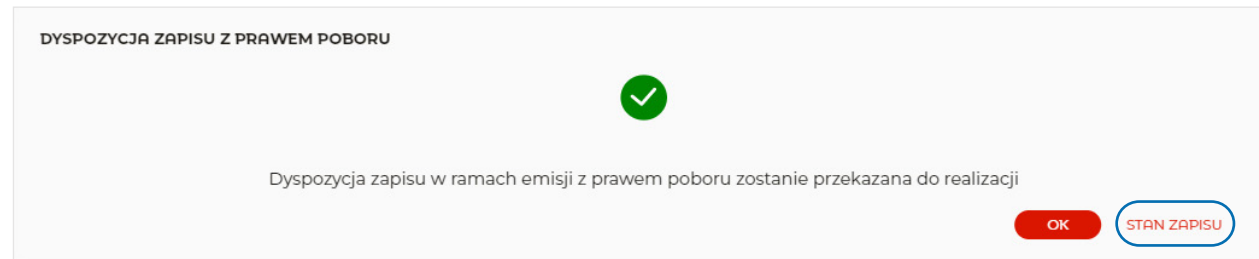 DYSPOZYCJA ZAPISU Z PRAWEM POBORU
Dyspozycja zapisu w ramach emisji z prawem poboru zostanie przekazana do realizacji
OK
STAN ZAPISU